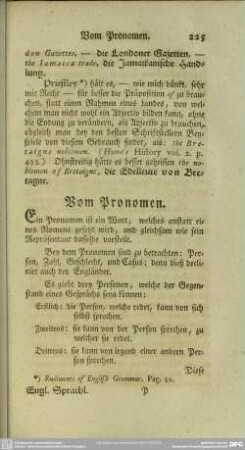 Vom Pronomen. 225
don Gazettes, — die Londoner Gazetten. —
the Jamaica trade, die Jamaikanische Hand-
lung.
Priestley *) hält es, — wie mich dünkt, sehr
mit Recht — für besser die Präposition of zu brau-
chen, statt einen Nahmen eines Landes, von wel-
chem man nicht wohl ein Adjectiv bilden kann, ohne
die Endung zu verändern, als Adjectiv zu brauchen,
obgleich man bey den besten Schriftstellern Bey-
spiele von diesem Gebrauch findet, als: the Bre-
taigne noblemen. (Hume's History vol. 2. p.
433.) Ohnstreitig hätte es besser geheißen the no-
blemen of Bretaigne, die Edelleute von Bre-
tagne.
Vom Pronomen.
Ein Pronomen ist ein Wort, welches anstatt ei-
nes Nomens gesetzt wird, und gleichsam wie sein
Repräsentant dasselbe vorstellt.
Bey dem Pronomen sind zu betrachten: Per-
son, Zahl, Geschlecht, und Casus; denn dieß decli-
nirt auch der Engländer.
Es giebt drey Personen, welche der Gegen-
stand eines Gesprächs seyn können:
Erstlich: die Person, welche redet, kann von sich
selbst sprechen.
Zweitens: sie kann von der Person sprechen, zu
welcher sie redet.
Drittens: sie kann von irgend einer andern Per-
son sprechen.
Diese
*) Rudiments of English Grammar. Pag.
Engl. Sprachl. P